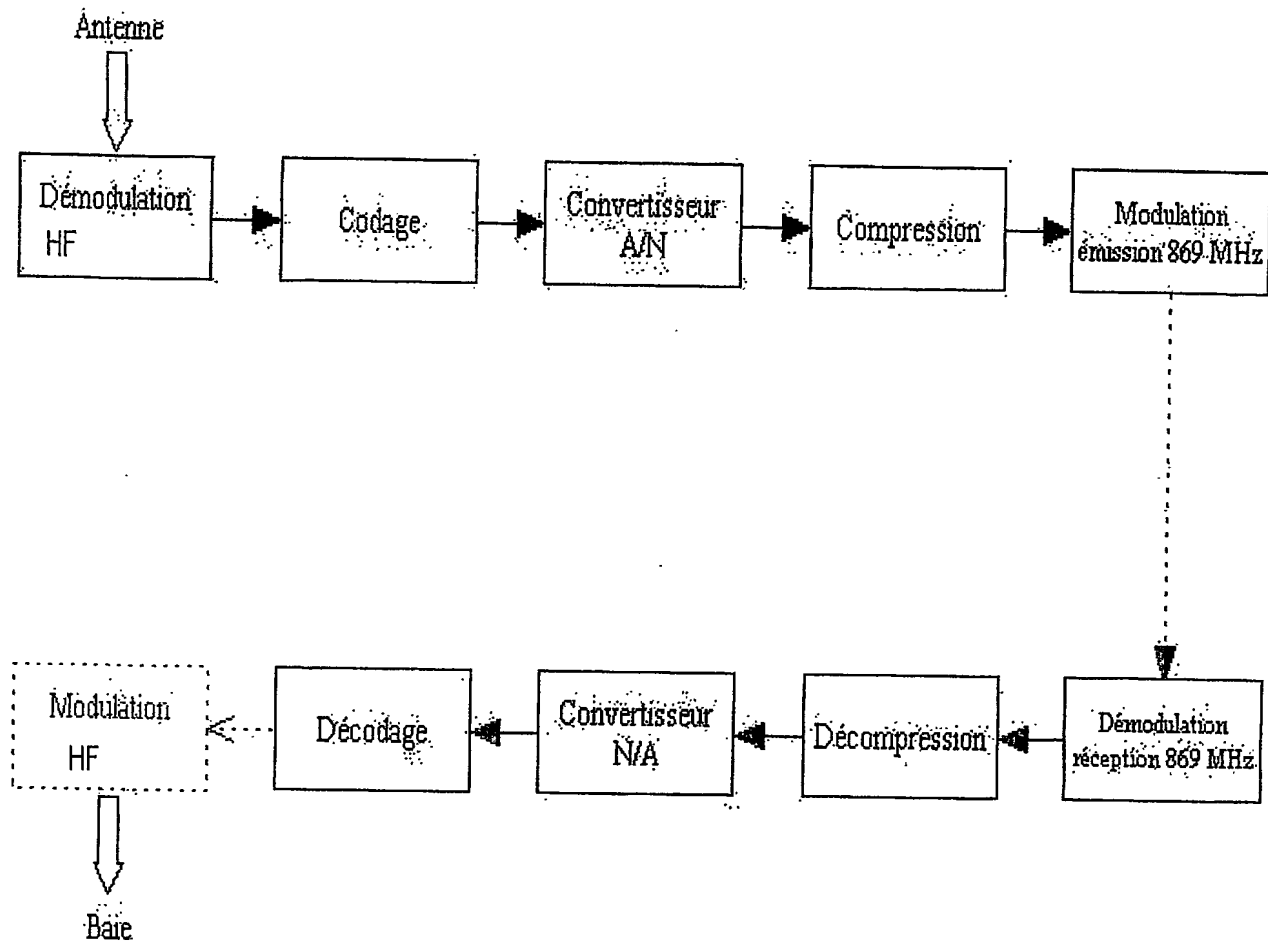 Antenne
Démodulation
HF
Codage
Convertisseur
A/N
Compression
Modulation
émission 869 MHz
Modulation
HF
Décodage
Convertisseur
N/A
Décompression
Démodulation
réception 869 MHz
Baie